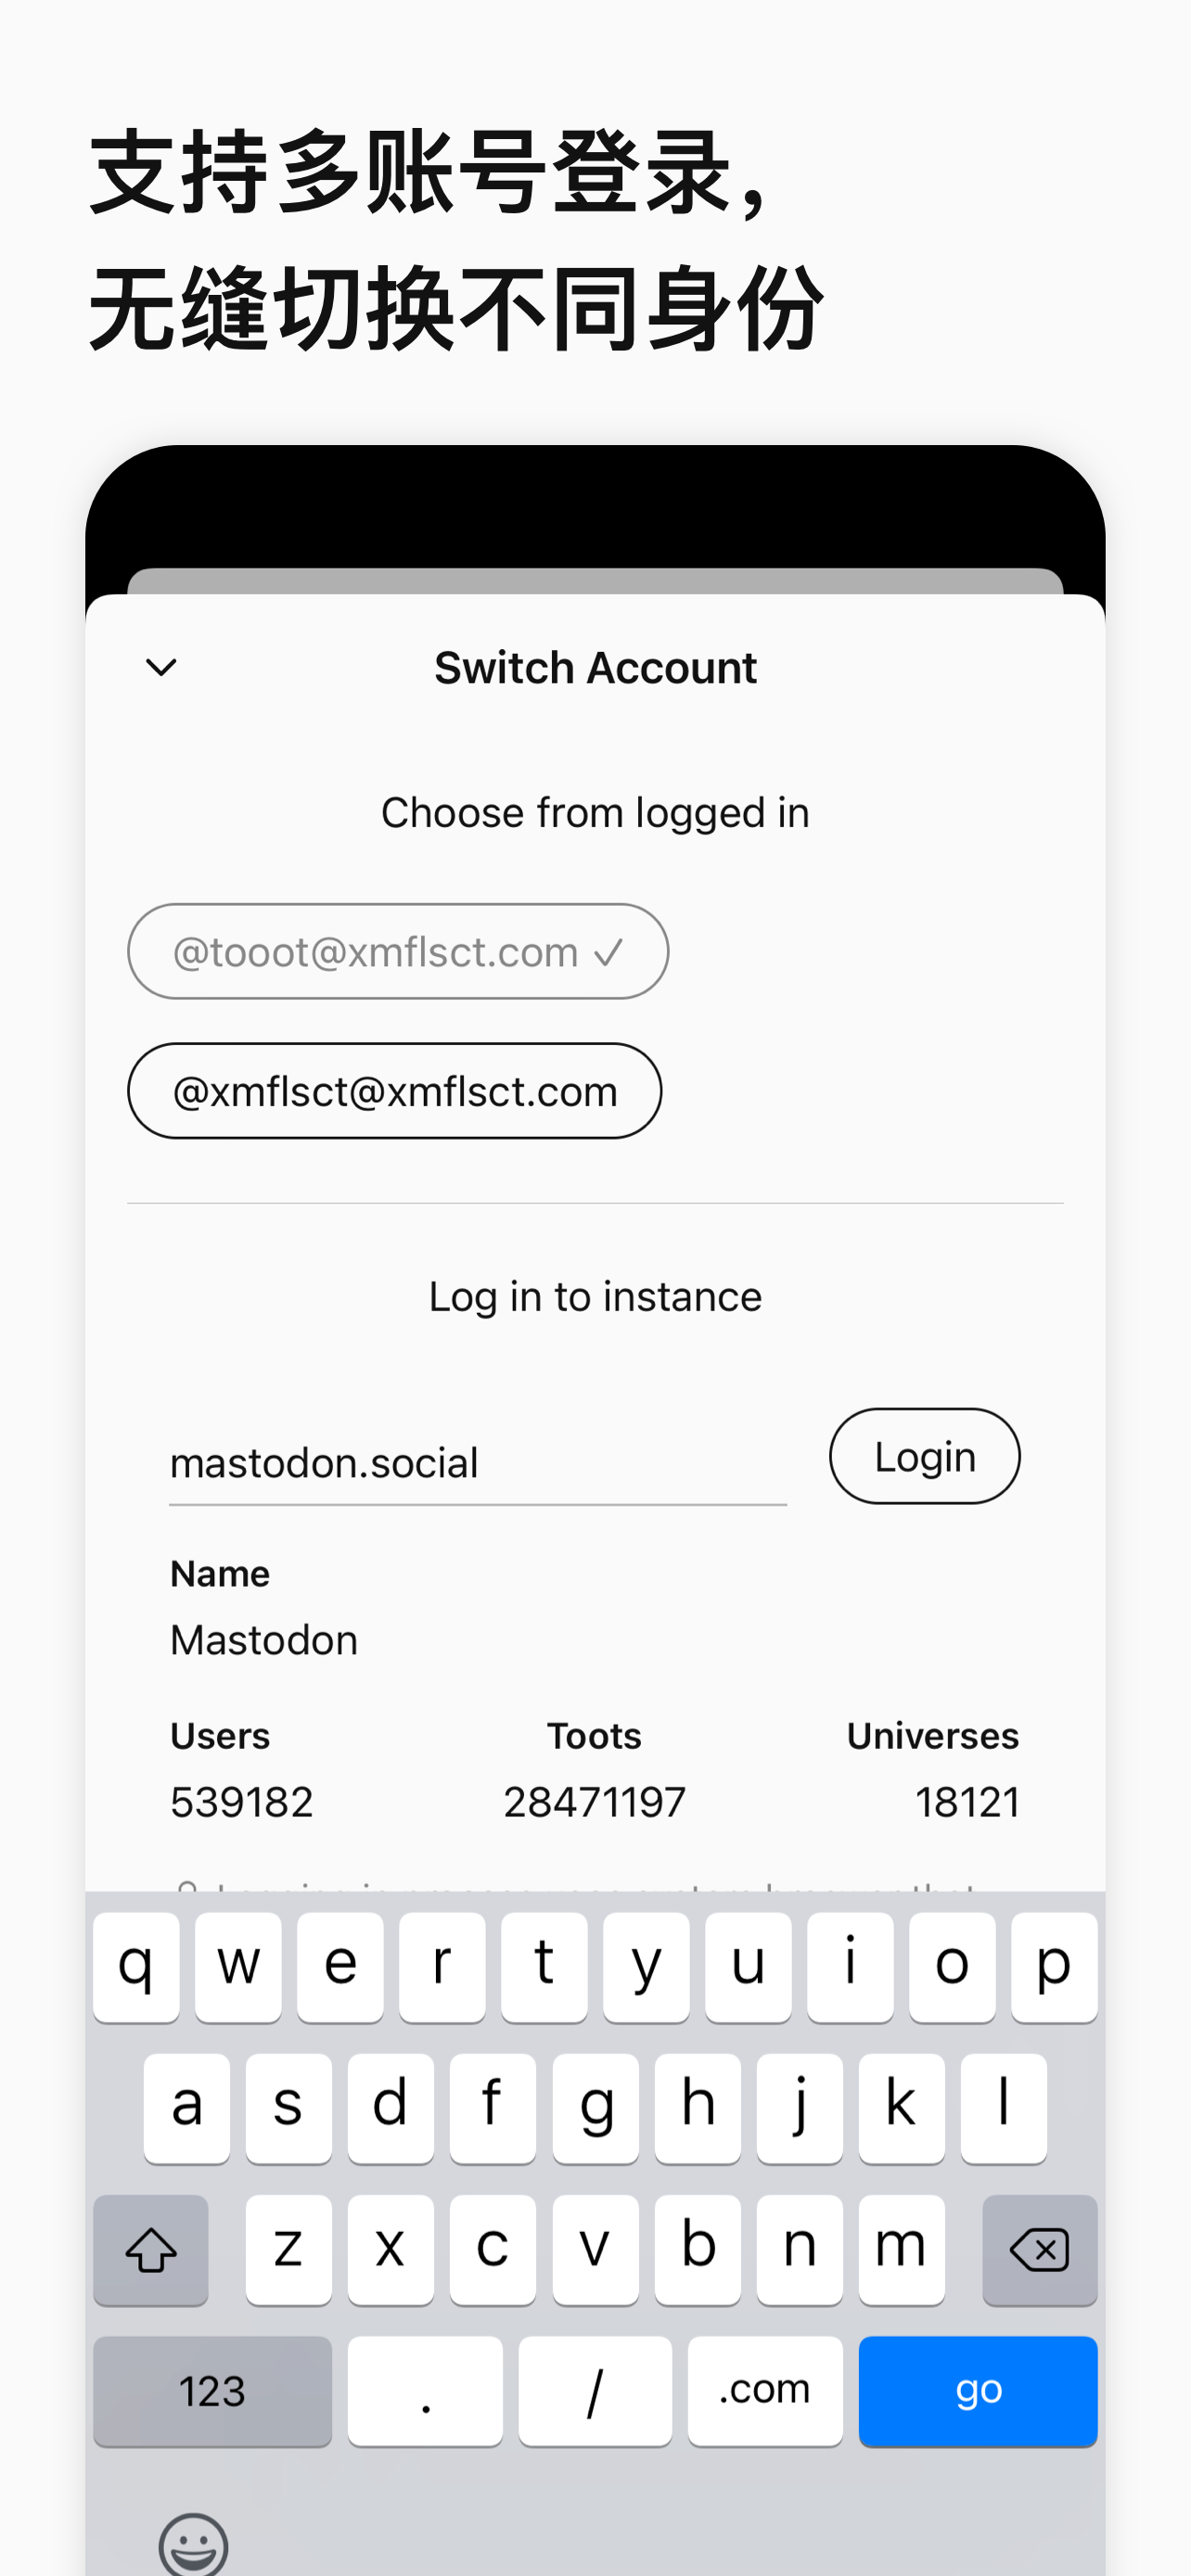 支持多账号登录，
无缝切换不同身份
Switch Account
Choose from logged in
@tooot@xmflsct.com ✓
@xmflsct@xmflsct.com
Log in to instance
mastodon.social
Login
Name
Mastodon
Users Toots Universes
539182 28471197 18121
q w e r t y u i o p
a s d f g h j k l
z x c v b n m
123 . / .com go